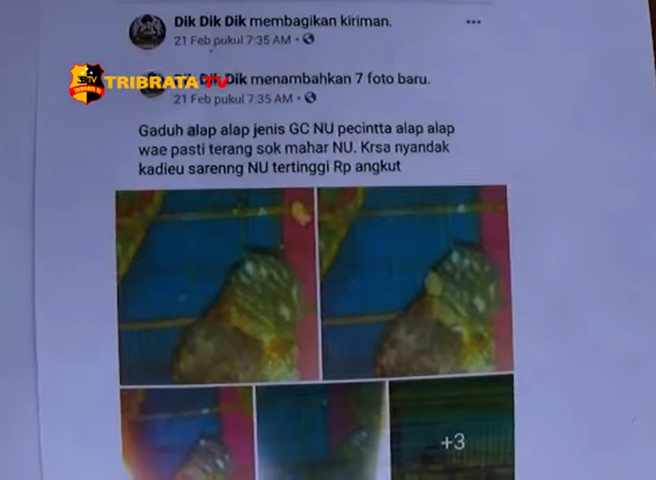 Dik Dik Dik membagikan kiriman.
21 Feb pukul 7:35 AM •
TRIBRATA TV
Dik Dik Dik menambahkan 7 foto baru.
21 Feb pukul 7:35 AM •
Gaduh alap alap jenis GC NU pecintta alap alap
wae pasti terang sok mahar NU. Krsa nyandak
kadieu sarenng NU tertinggi Rp angkut
+3